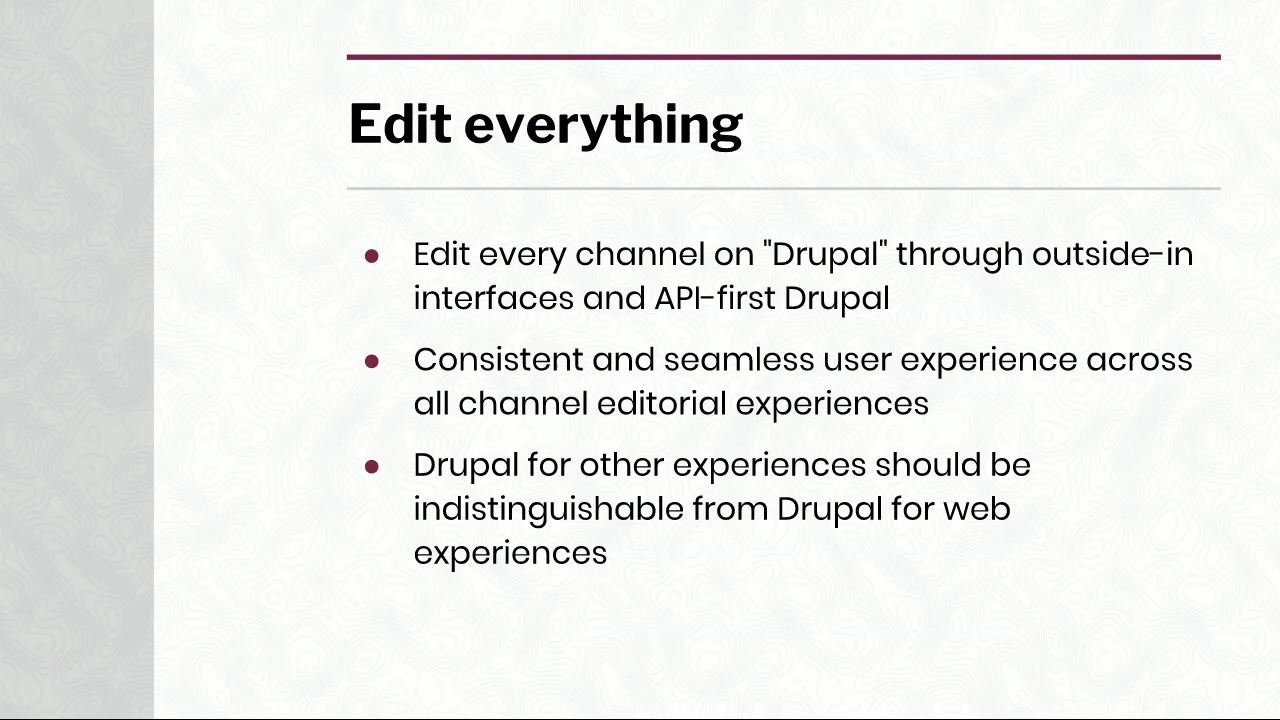 Edit everything
● Edit every channel on "Drupal" through outside-in
interfaces and API-first Drupal
● Consistent and seamless user experience across
all channel editorial experiences
● Drupal for other experiences should be
indistinguishable from Drupal for web
experiences